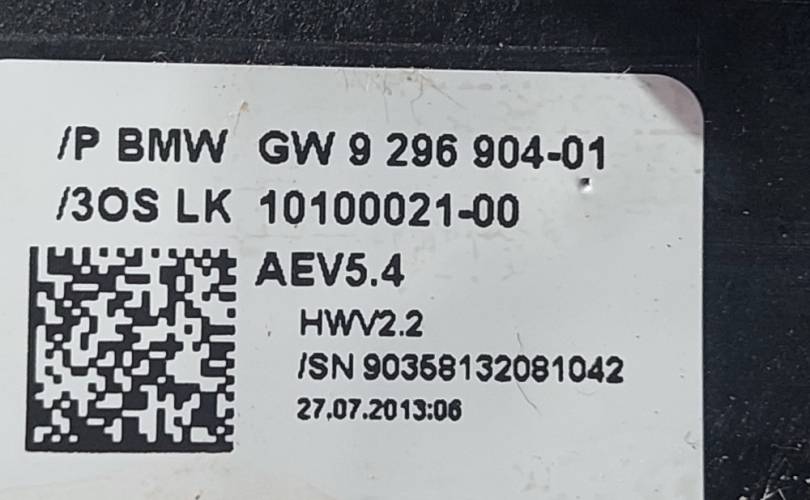 /P BMW GW 9 296 904-01
/3OS LK 10100021-00
AEV5.4
HWV2.2
/SN 90358132081042
27.07.2013:06